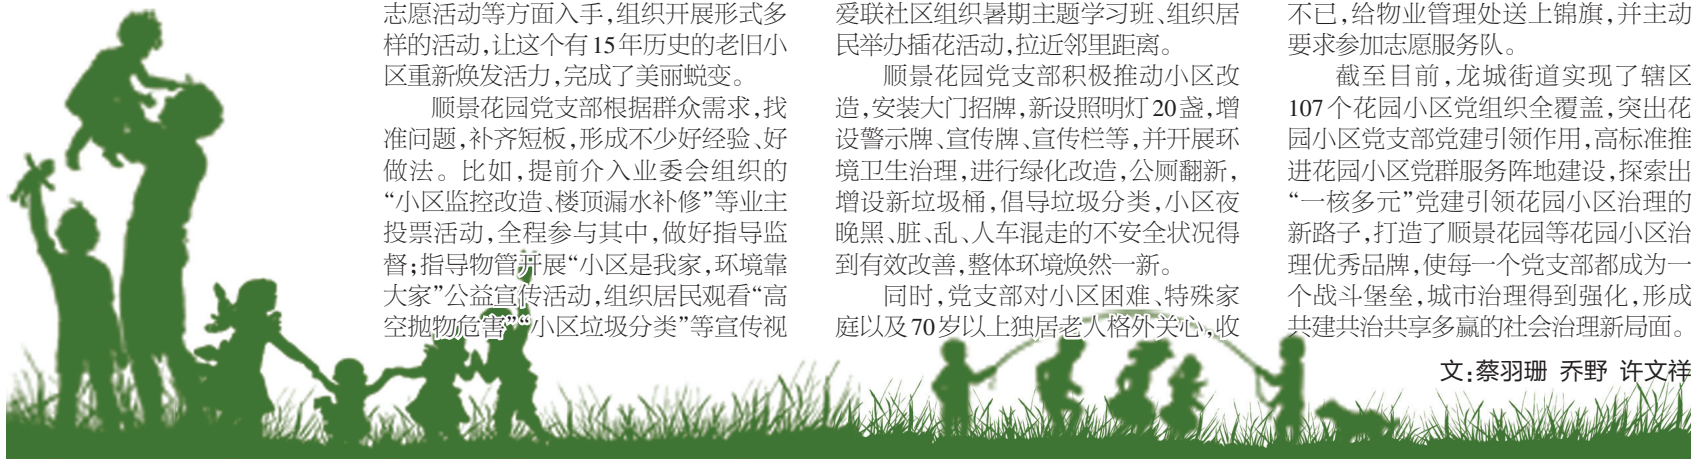 志愿活动等方面入手,组织开展形式多
样的活动,让这个有15年历史的老旧小
区重新焕发活力,完成了美丽蜕变。
顺景花园党支部根据群众需求,找
准问题,补齐短板,形成不少好经验、好
做法。比如,提前介入业委会组织的
“小区监控改造、楼顶漏水补修”等业主
投票活动,全程参与其中,做好指导监
督;指导物管开展“小区是我家,环境靠
大家”公益宣传活动,组织居民观看“高
空抛物危害”“小区垃圾分类”等宣传视
爱联社区组织暑期主题学习班、组织居
民举办插花活动,拉近邻里距离。
顺景花园党支部积极推动小区改
造,安装大门招牌,新设照明灯20盏,增
设警示牌、宣传牌、宣传栏等,并开展环
境卫生治理,进行绿化改造,公厕翻新,
增设新垃圾桶,倡导垃圾分类,小区夜
晚黑、脏、乱、人车混走的不安全状况得
到有效改善,整体环境焕然一新。
同时,党支部对小区困难、特殊家
庭以及70岁以上独居老人格外关心,收
不已,给物业管理处送上锦旗,并主动
要求参加志愿服务队。
截至目前,龙城街道实现了辖区
107个花园小区党组织全覆盖,突出花
园小区党支部党建引领作用,高标准推
进花园小区党群服务阵地建设,探索出
“一核多元”党建引领花园小区治理的
新路子,打造了顺景花园等花园小区治
理优秀品牌,使每一个党支部都成为一
个战斗堡垒,城市治理得到强化,形成
共建共治共享多赢的社会治理新局面。
文:蔡羽珊 乔野 许文祥